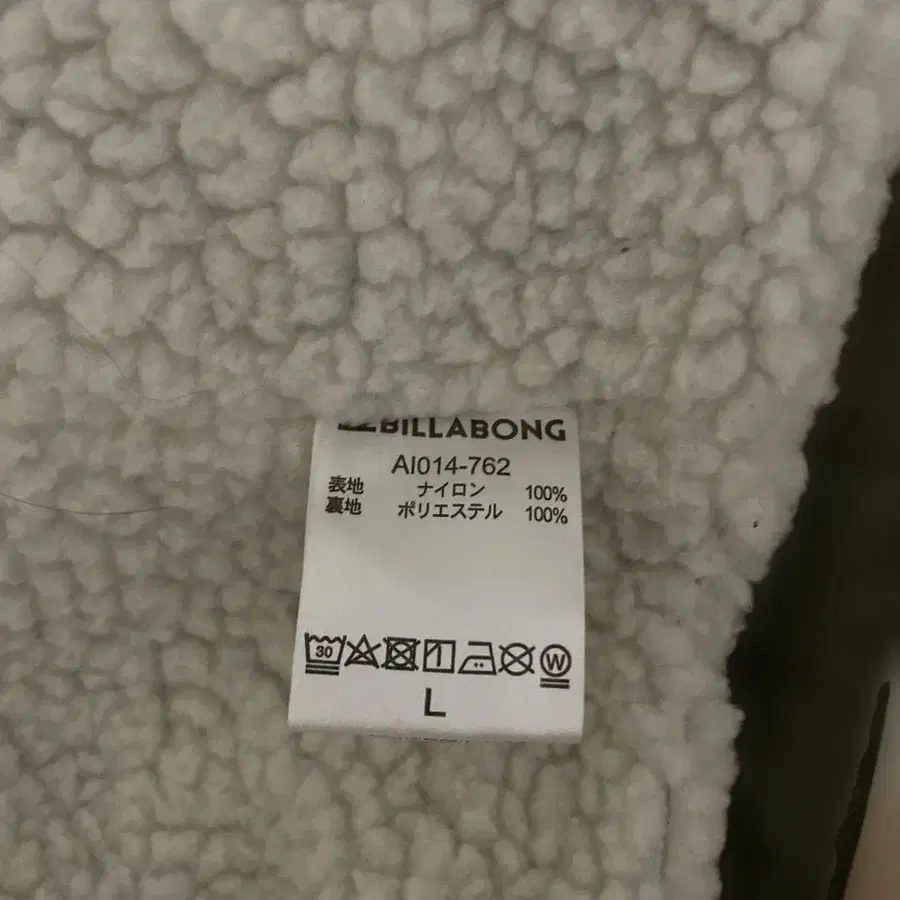 BILLABONG
AI014-762
表地 ナイロン 100%
裏地 ポリエステル 100%
30 W
L